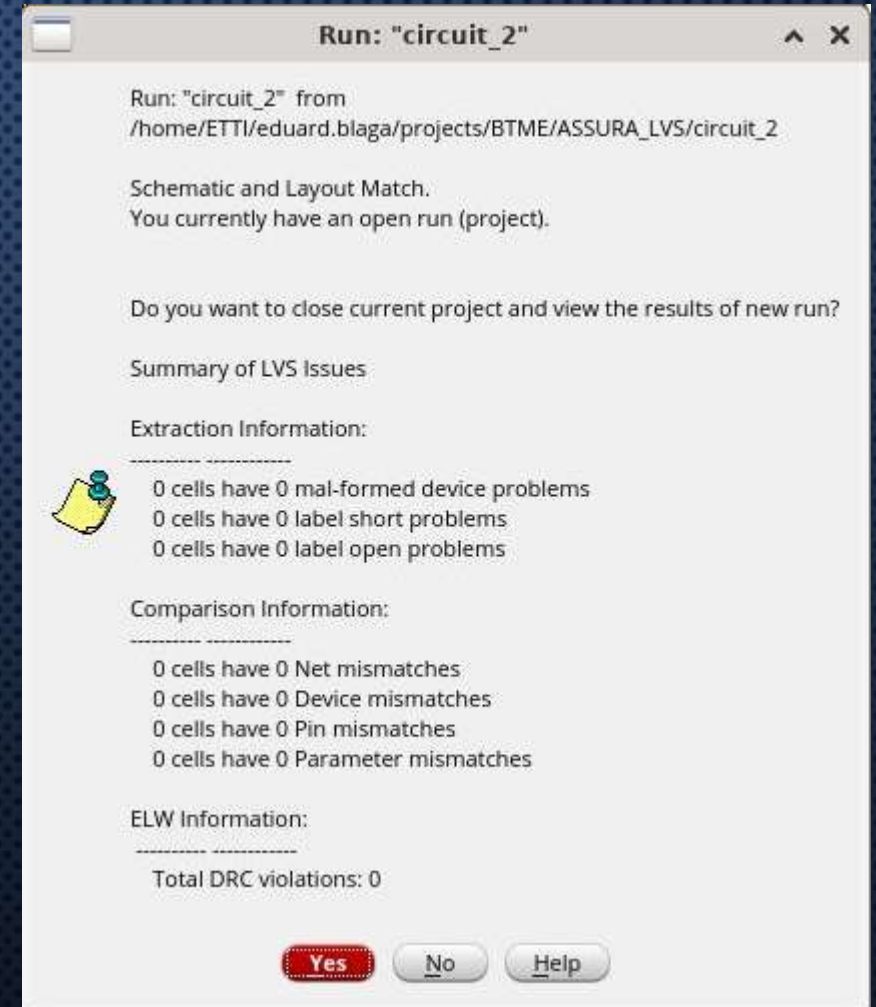 Run: "circuit_2"
Run: "circuit_2" from
/home/ETTI/eduard.blaga/projects/BTME/ASSURA_LVS/circuit_2
Schematic and Layout Match.
You currently have an open run (project).
Do you want to close current project and view the results of new run?
Summary of LVS Issues
Extraction Information:
---------- ------------
0 cells have 0 mal-formed device problems
0 cells have 0 label short problems
0 cells have 0 label open problems
Comparison Information:
---------- ------------
0 cells have 0 Net mismatches
0 cells have 0 Device mismatches
0 cells have 0 Pin mismatches
0 cells have 0 Parameter mismatches
ELW Information:
---------- ------------
Total DRC violations: 0
Yes No Help